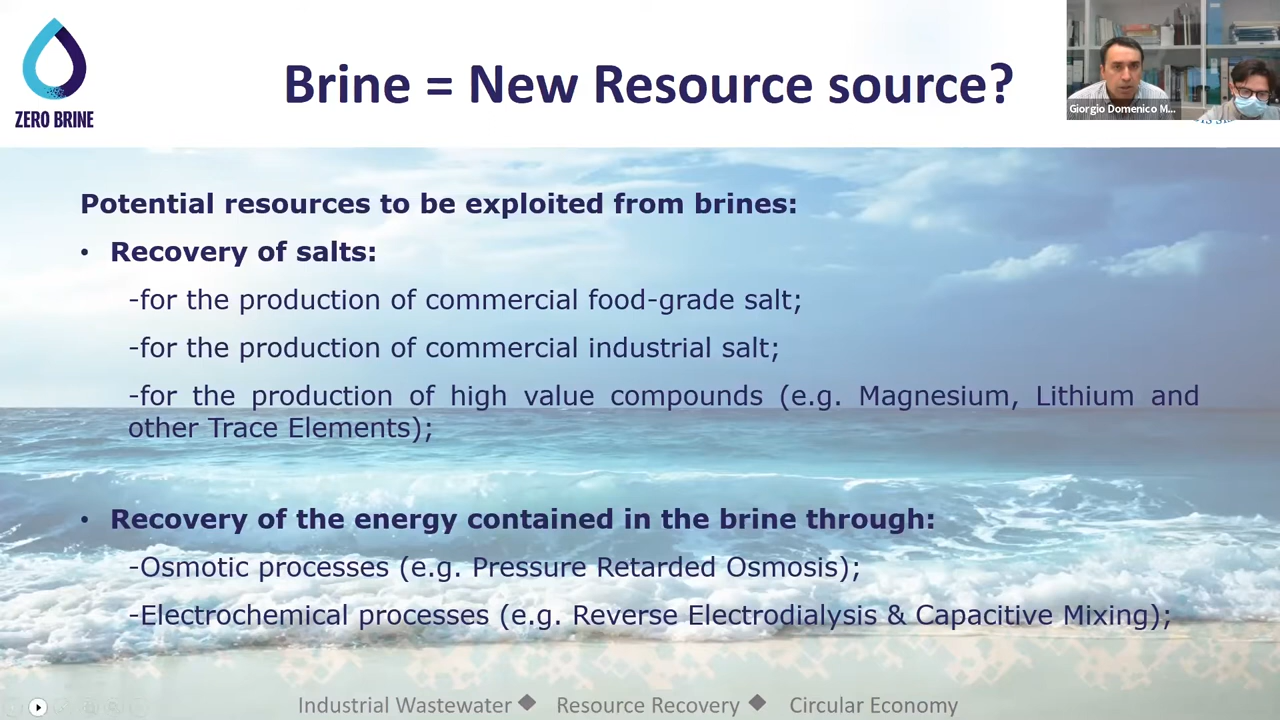 ZERO BRINE
Brine = New Resource source?
Giorgio Domenico M...
Potential resources to be exploited from brines:
• Recovery of salts:
-for the production of commercial food-grade salt;
-for the production of commercial industrial salt;
-for the production of high value compounds (e.g. Magnesium, Lithium and
other Trace Elements);
• Recovery of the energy contained in the brine through:
-Osmotic processes (e.g. Pressure Retarded Osmosis);
-Electrochemical processes (e.g. Reverse Electrodialysis & Capacitive Mixing);
Industrial Wastewater◆ Resource Recovery ◆ Circular Economy